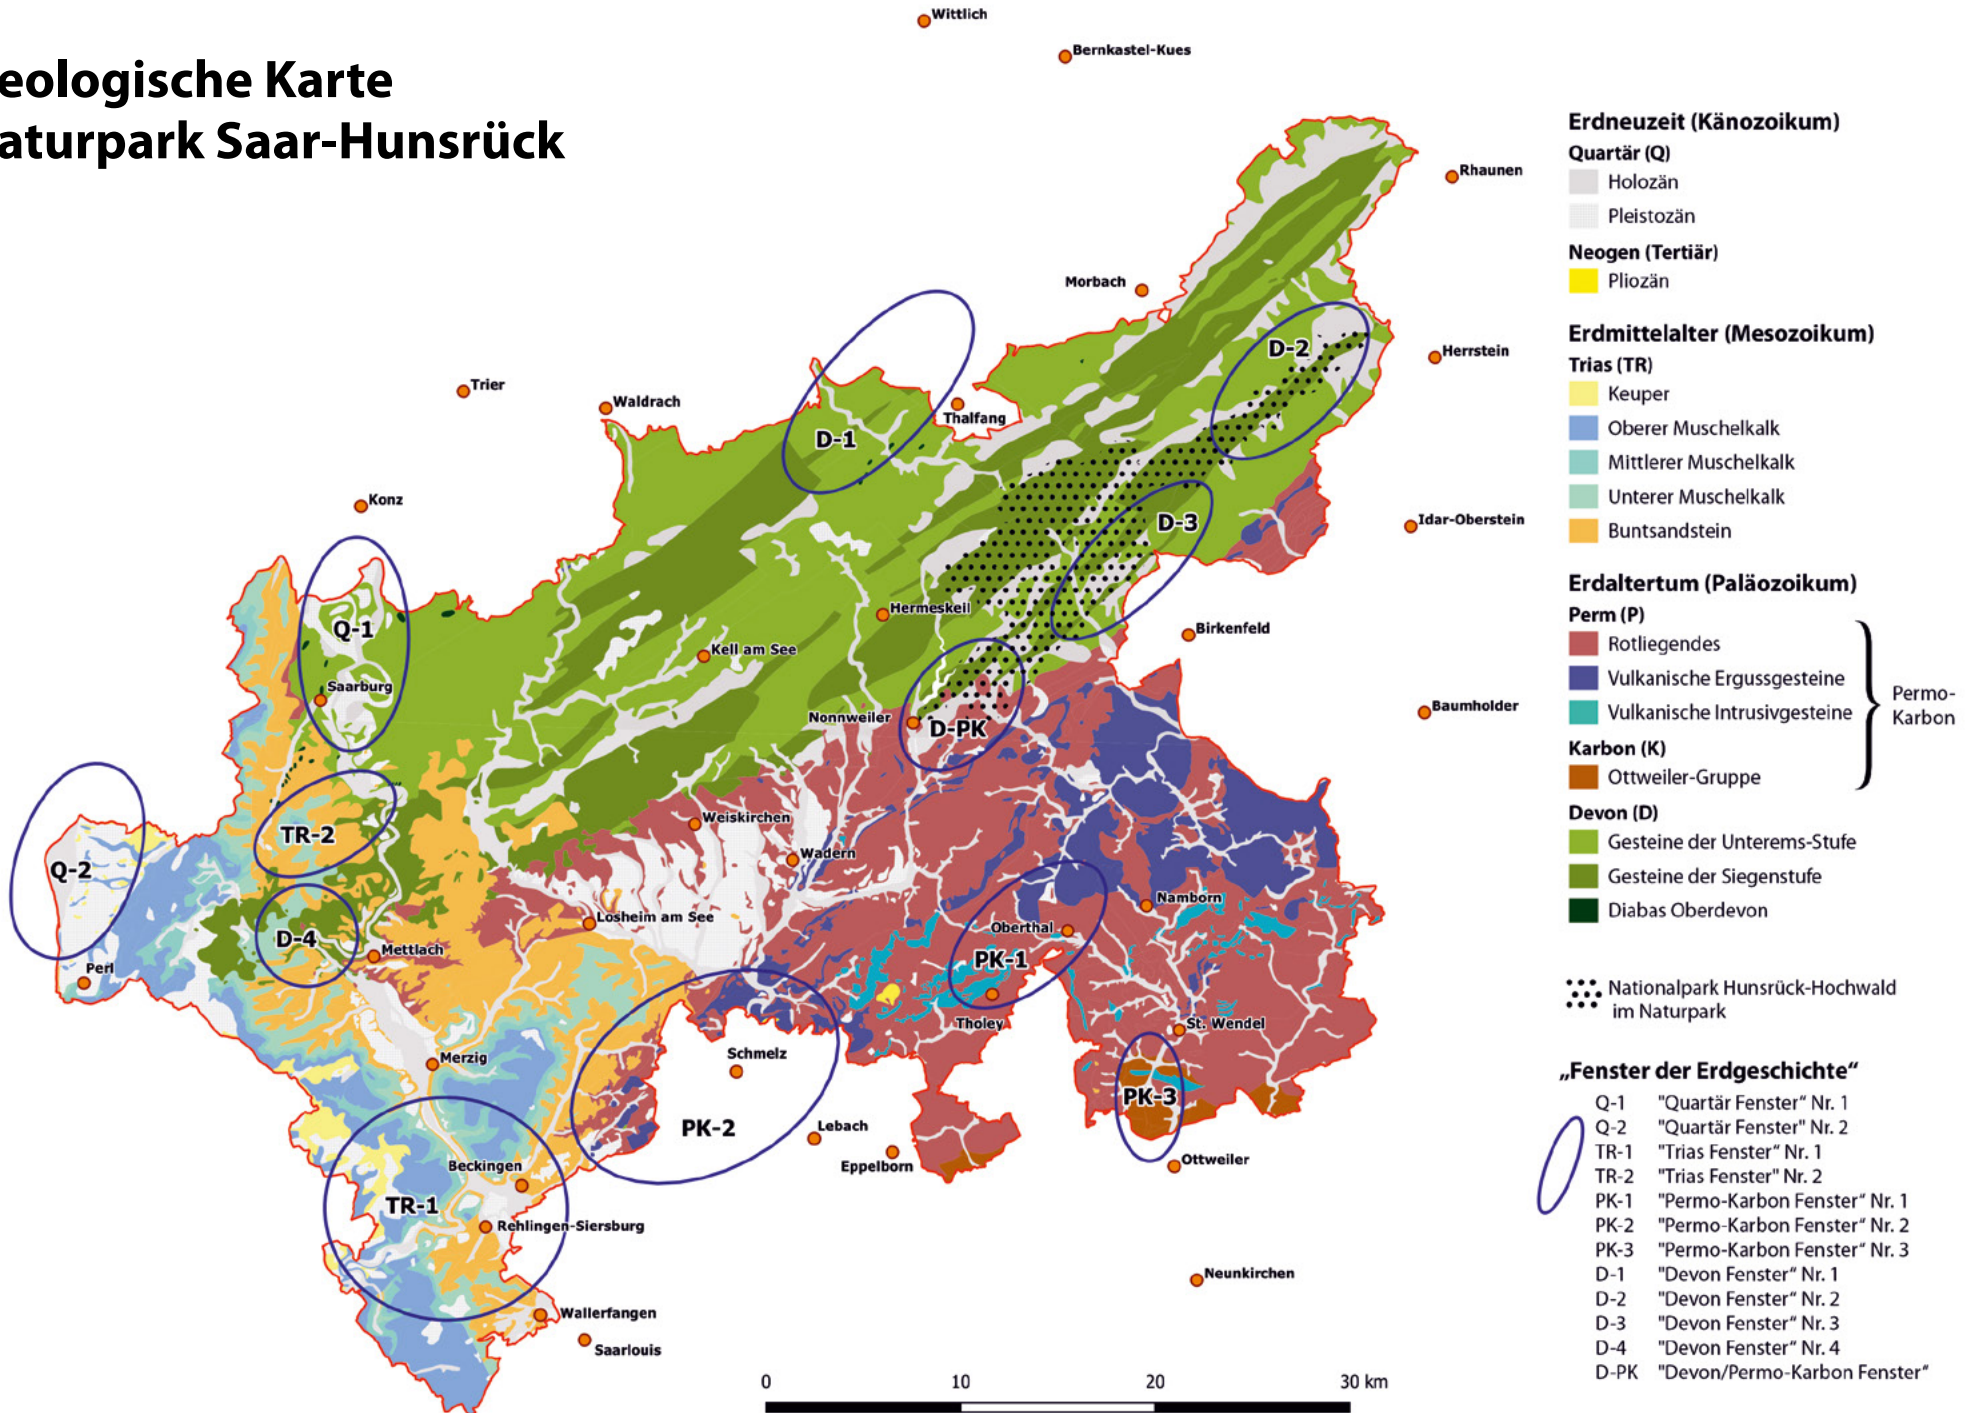 eologische Karte
aturpark Saar-Hunsrück
Wittlich
Bernkastel-Kues
Rhaunen
Morbach
Herrstein
D-2
Trier
Waldrach
Thalfang
D-1
Konz
D-3
Idar-Oberstein
Hermeskeil
Q-1
Birkenfeld
Kell am See
Saarburg
Baumholder
Nonnweiler
D-PK
TR-2
Weiskirchen
Wadern
Q-2
Namborn
Losheim am See
Oberthal
D-4
Mettlach
PK-1
Perl
Tholey
St. Wendel
Merzig
Schmelz
PK-3
PK-2
Lebach
Eppelborn
Ottweiler
Beckingen
TR-1
Rehlingen-Siersburg
Neunkirchen
Wallerfangen
Saarlouis
0 10 20 30 km
Erdneuzeit (Känozoikum)
Quartär (Q)
Holozän
Pleistozän
Neogen (Tertiär)
Pliozän
Erdmittelalter (Mesozoikum)
Trias (TR)
Keuper
Oberer Muschelkalk
Mittlerer Muschelkalk
Unterer Muschelkalk
Buntsandstein
Erdaltertum (Paläozoikum)
Perm (P)
Rotliegendes
Vulkanische Ergussgesteine
Vulkanische Intrusivgesteine
Permo-
Karbon
Karbon (K)
Ottweiler-Gruppe
Devon (D)
Gesteine der Unterems-Stufe
Gesteine der Siegenstufe
Diabas Oberdevon
Nationalpark Hunsrück-Hochwald
im Naturpark
„Fenster der Erdgeschichte“
Q-1 "Quartär Fenster“ Nr. 1
Q-2 "Quartär Fenster" Nr. 2
TR-1 "Trias Fenster“ Nr. 1
TR-2 "Trias Fenster" Nr. 2
PK-1 "Permo-Karbon Fenster“ Nr. 1
PK-2 "Permo-Karbon Fenster“ Nr. 2
PK-3 "Permo-Karbon Fenster“ Nr. 3
D-1 "Devon Fenster“ Nr. 1
D-2 "Devon Fenster“ Nr. 2
D-3 "Devon Fenster“ Nr. 3
D-4 "Devon Fenster“ Nr. 4
D-PK "Devon/Permo-Karbon Fenster“